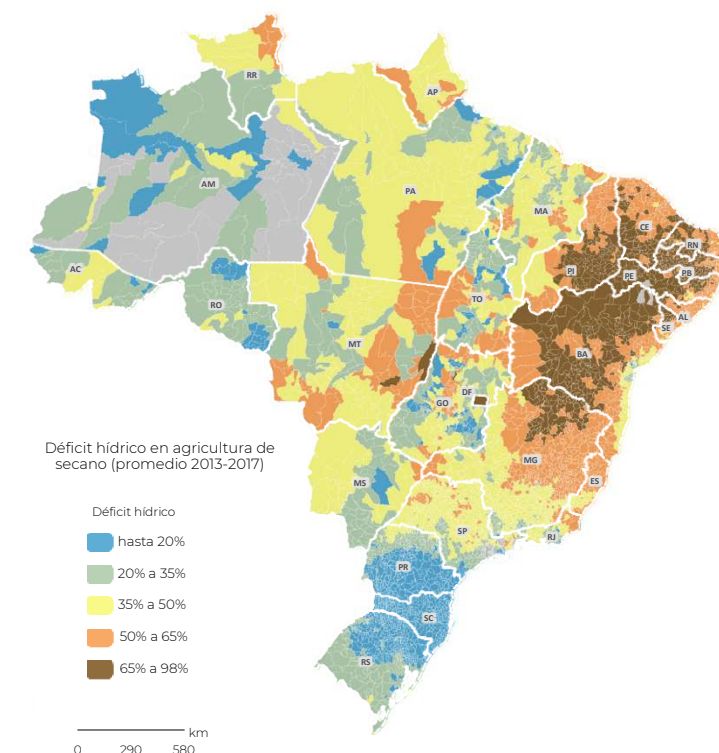 RR
AP
AM
PA
MA
CE
RN
PB
PI
PE
AC
TO
AL
SE
RO
MT
BA
DF
GO
MG
MS
ES
SP
RJ
PR
SC
RS
Déficit hídrico en agricultura de
secano (promedio 2013-2017)
Déficit hídrico
hasta 20%
20% a 35%
35% a 50%
50% a 65%
65% a 98%
km
0 290 580